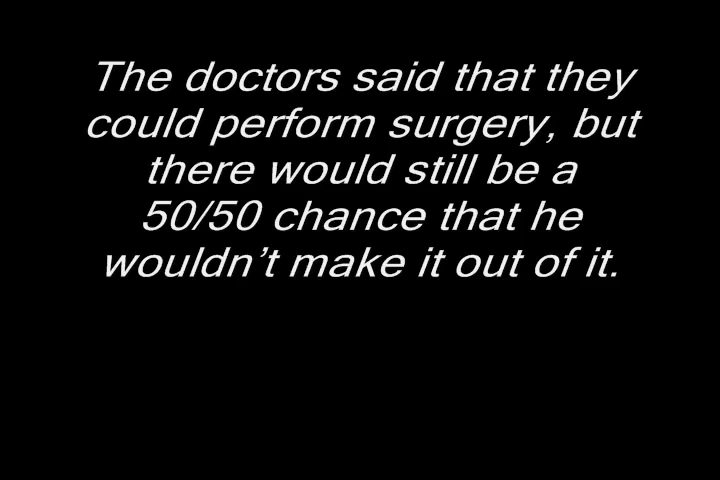 The doctors said that they
could perform surgery, but
there would still be a
50/50 chance that he
wouldn’t make it out of it.